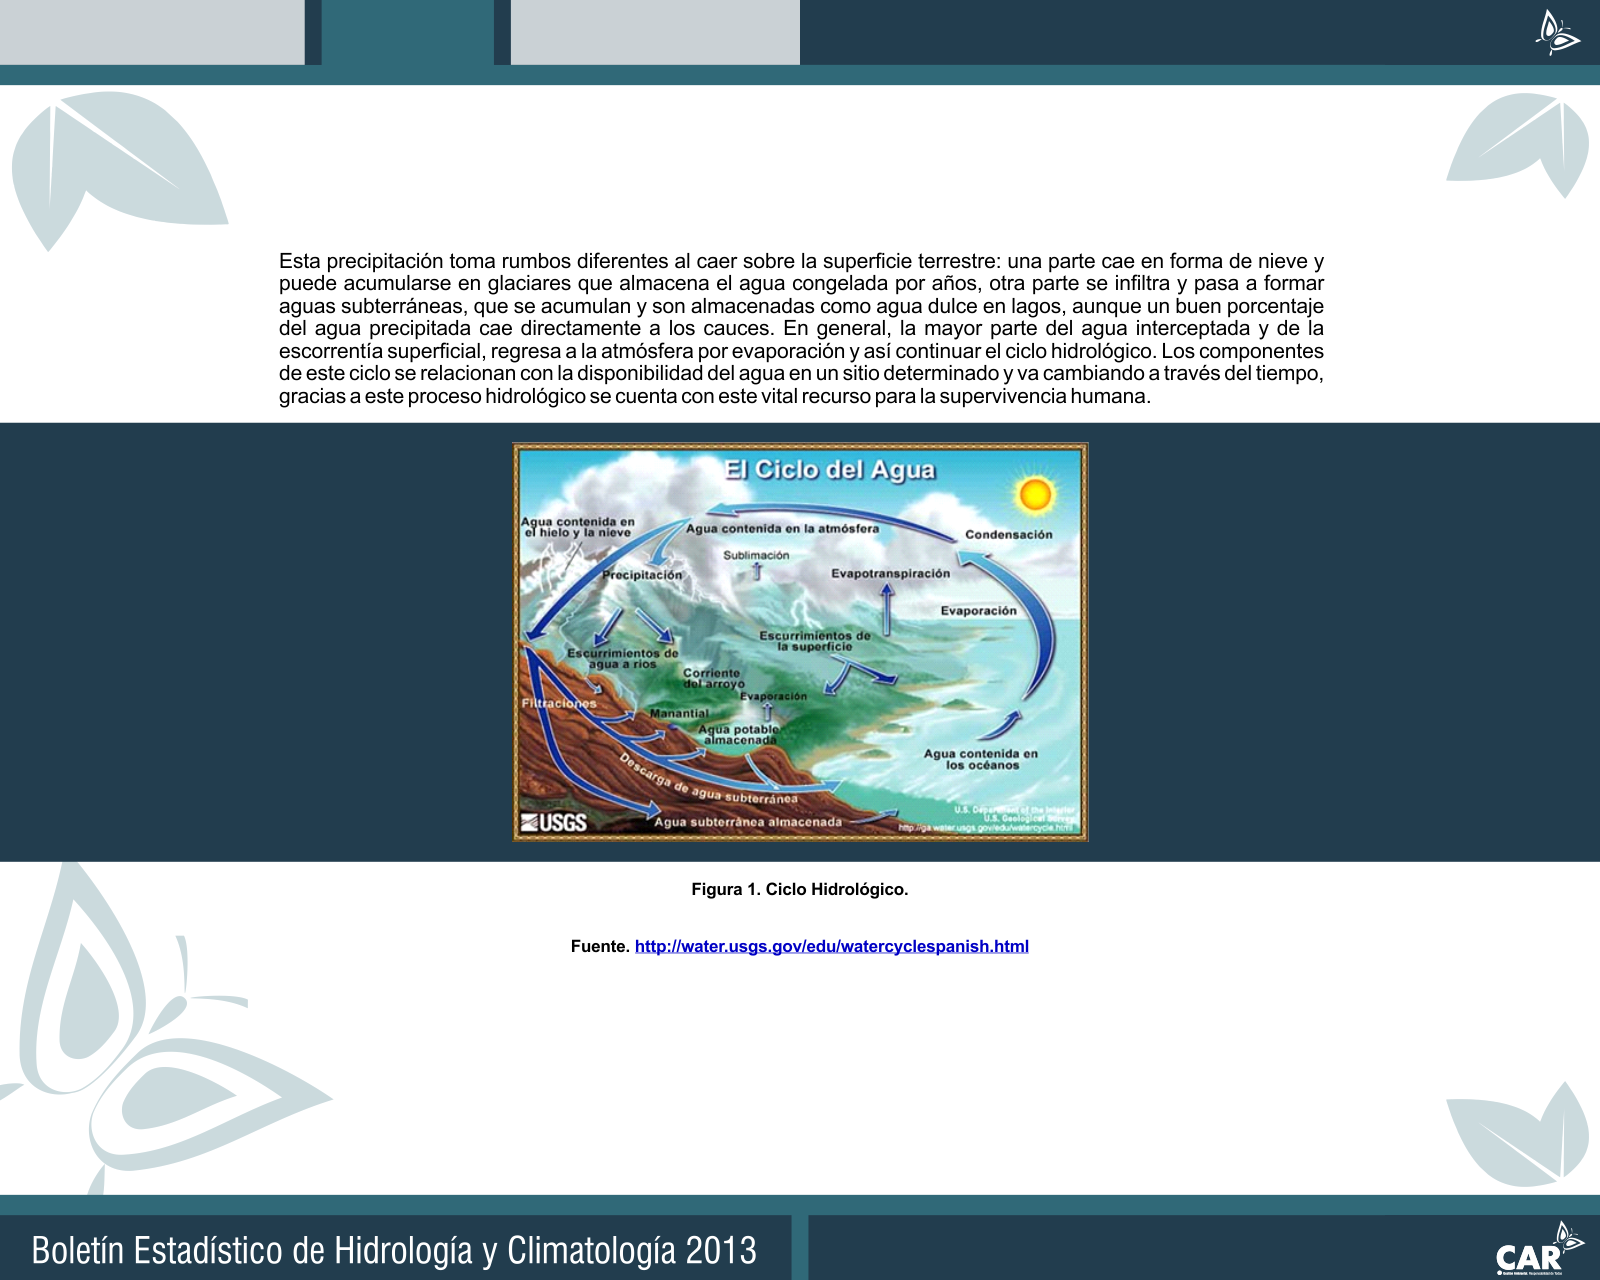 Esta precipitación toma rumbos diferentes al caer sobre la superficie terrestre: una parte cae en forma de nieve y
puede acumularse en glaciares que almacena el agua congelada por años, otra parte se infiltra y pasa a formar
aguas subterráneas, que se acumulan y son almacenadas como agua dulce en lagos, aunque un buen porcentaje
del agua precipitada cae directamente a los cauces. En general, la mayor parte del agua interceptada y de la
escorrentía superficial, regresa a la atmósfera por evaporación y así continuar el ciclo hidrológico. Los componentes
de este ciclo se relacionan con la disponibilidad del agua en un sitio determinado y va cambiando a través del tiempo,
gracias a este proceso hidrológico se cuenta con este vital recurso para la supervivencia humana.
El Ciclo del Agua
Agua contenida en
el hielo y la nieve
Agua contenida en la atmósfera
Condensación
Sublimación
Precipitación
Evapotranspiración
Evaporación
Escurrimientos de
la superficie
Escurrimientos de
agua a rios
Corriente
del arroyo
Evaporación
Filtraciones
Manantial
Agua potable
almacenada
Agua contenida en
los océanos
Descarga de agua subterránea
Agua subterránea almacenada
USGS
U.S. Department of the Interior
U.S. Geological Survey
http://ga.water.usgs.gov/edu/watercycle.html
Figura 1. Ciclo Hidrológico.
Fuente. http://water.usgs.gov/edu/watercyclespanish.html
Boletín Estadístico de Hidrología y Climatología 2013
CAR